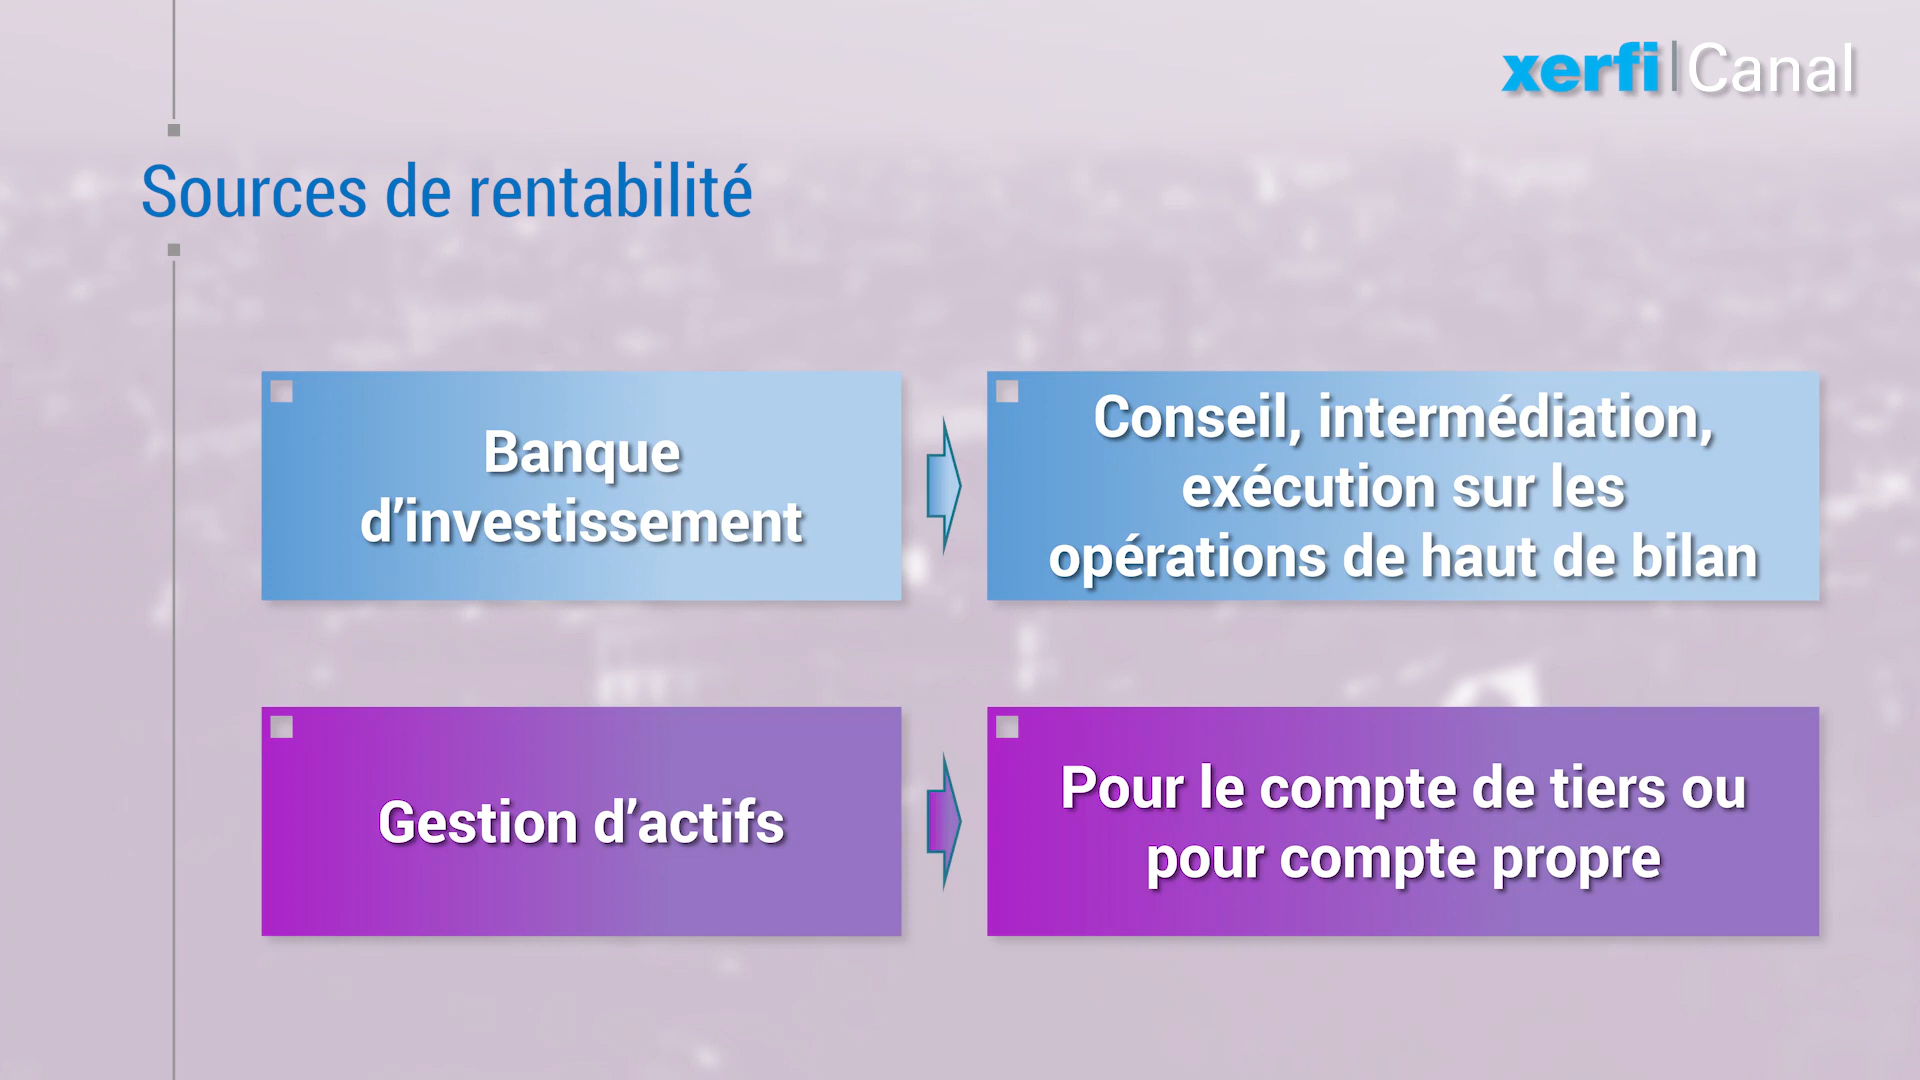 xerfi Canal
Sources de rentabilité
Banque
d’investissement
Conseil, intermédiation,
exécution sur les
opérations de haut de bilan
Gestion d’actifs
Pour le compte de tiers ou
pour compte propre